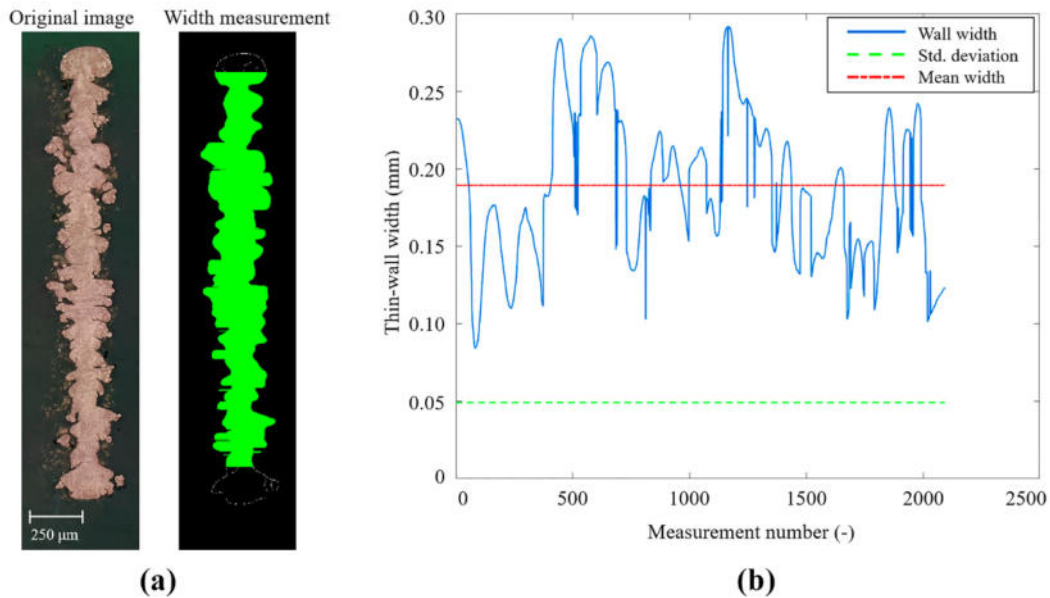 Original image
Width measurement
250 μm
(a)
Thin-wall width (mm)
0.30
0.25
0.20
0.15
0.10
0.05
0
Wall width
Std. deviation
Mean width
0
500
1000
1500
2000
2500
Measurement number (-)
(b)